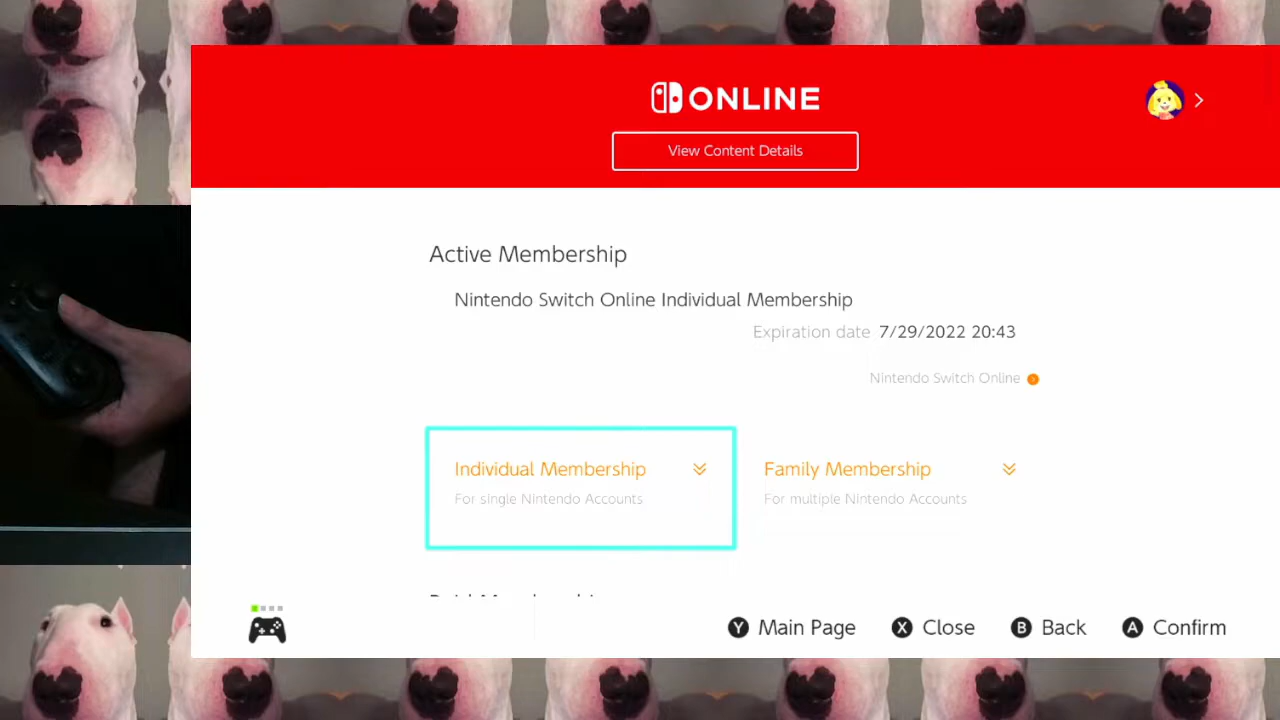 ONLINE
View Content Details
Active Membership
Nintendo Switch Online Individual Membership
Expiration date 7/29/2022 20:43
Nintendo Switch Online
Individual Membership
For single Nintendo Accounts
Family Membership
For multiple Nintendo Accounts
Y Main Page X Close B Back A Confirm